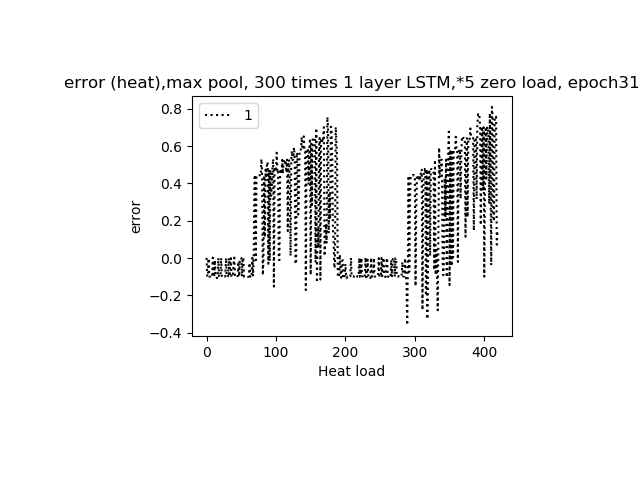 error (heat),max pool, 300 times 1 layer LSTM,*5 zero load, epoch31
1
0.8
0.6
0.4
0.2
0.0
−0.2
−0.4
error
0 100 200 300 400
Heat load